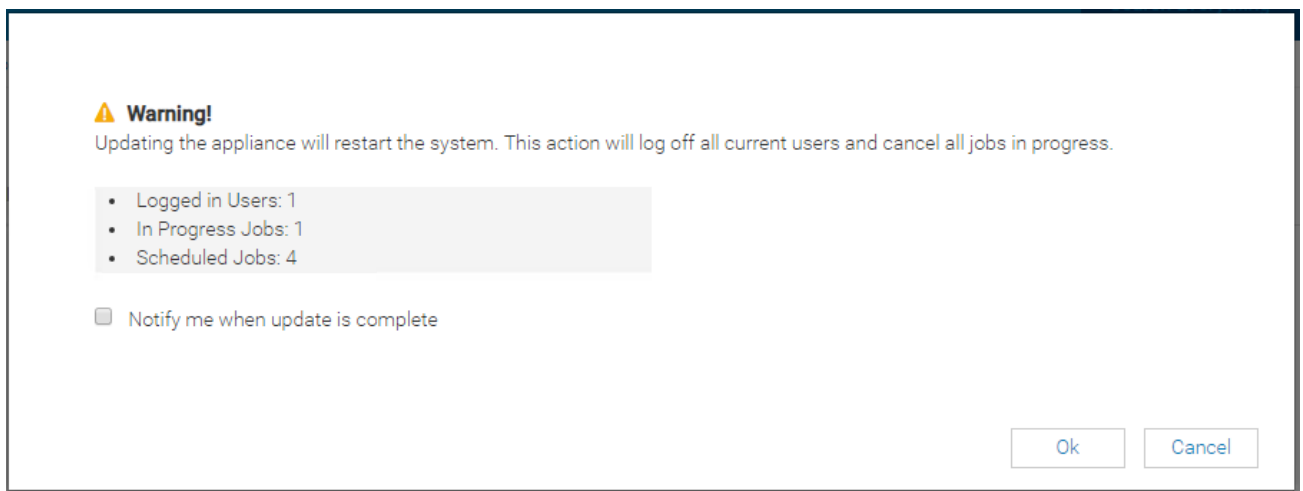 Warning!
Updating the appliance will restart the system. This action will log off all current users and cancel all jobs in progress.
• Logged in Users: 1
• In Progress Jobs: 1
• Scheduled Jobs: 4
Notify me when update is complete
Ok Cancel